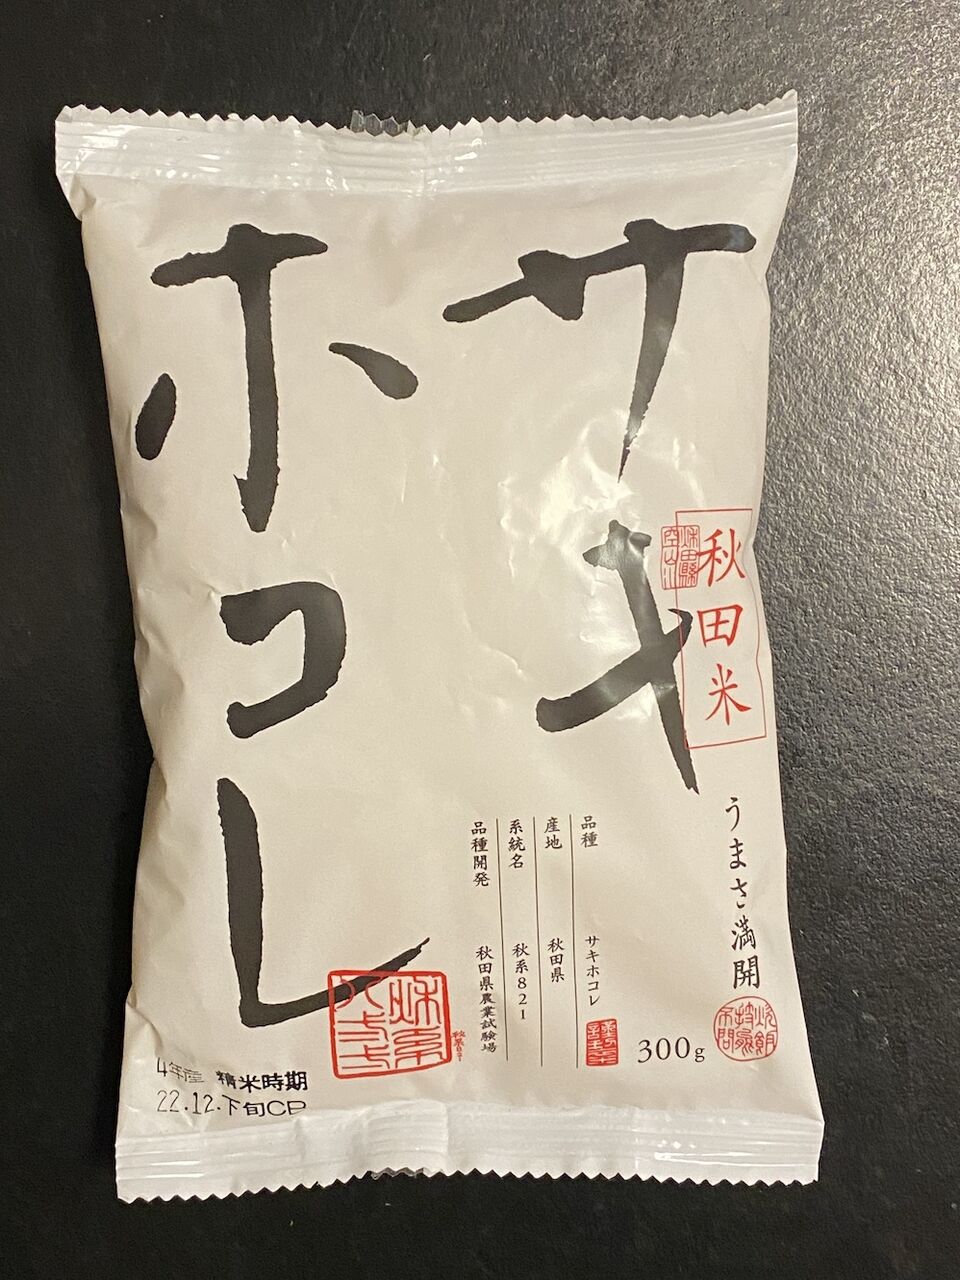 サキ
ホコレ
秋田米
うまさ満開
品種 サキホコレ
産地 秋田県
系統名 秋系821
品種開発 秋田県農業試験場
300g
4年産 精米時期
22.12.下旬CP